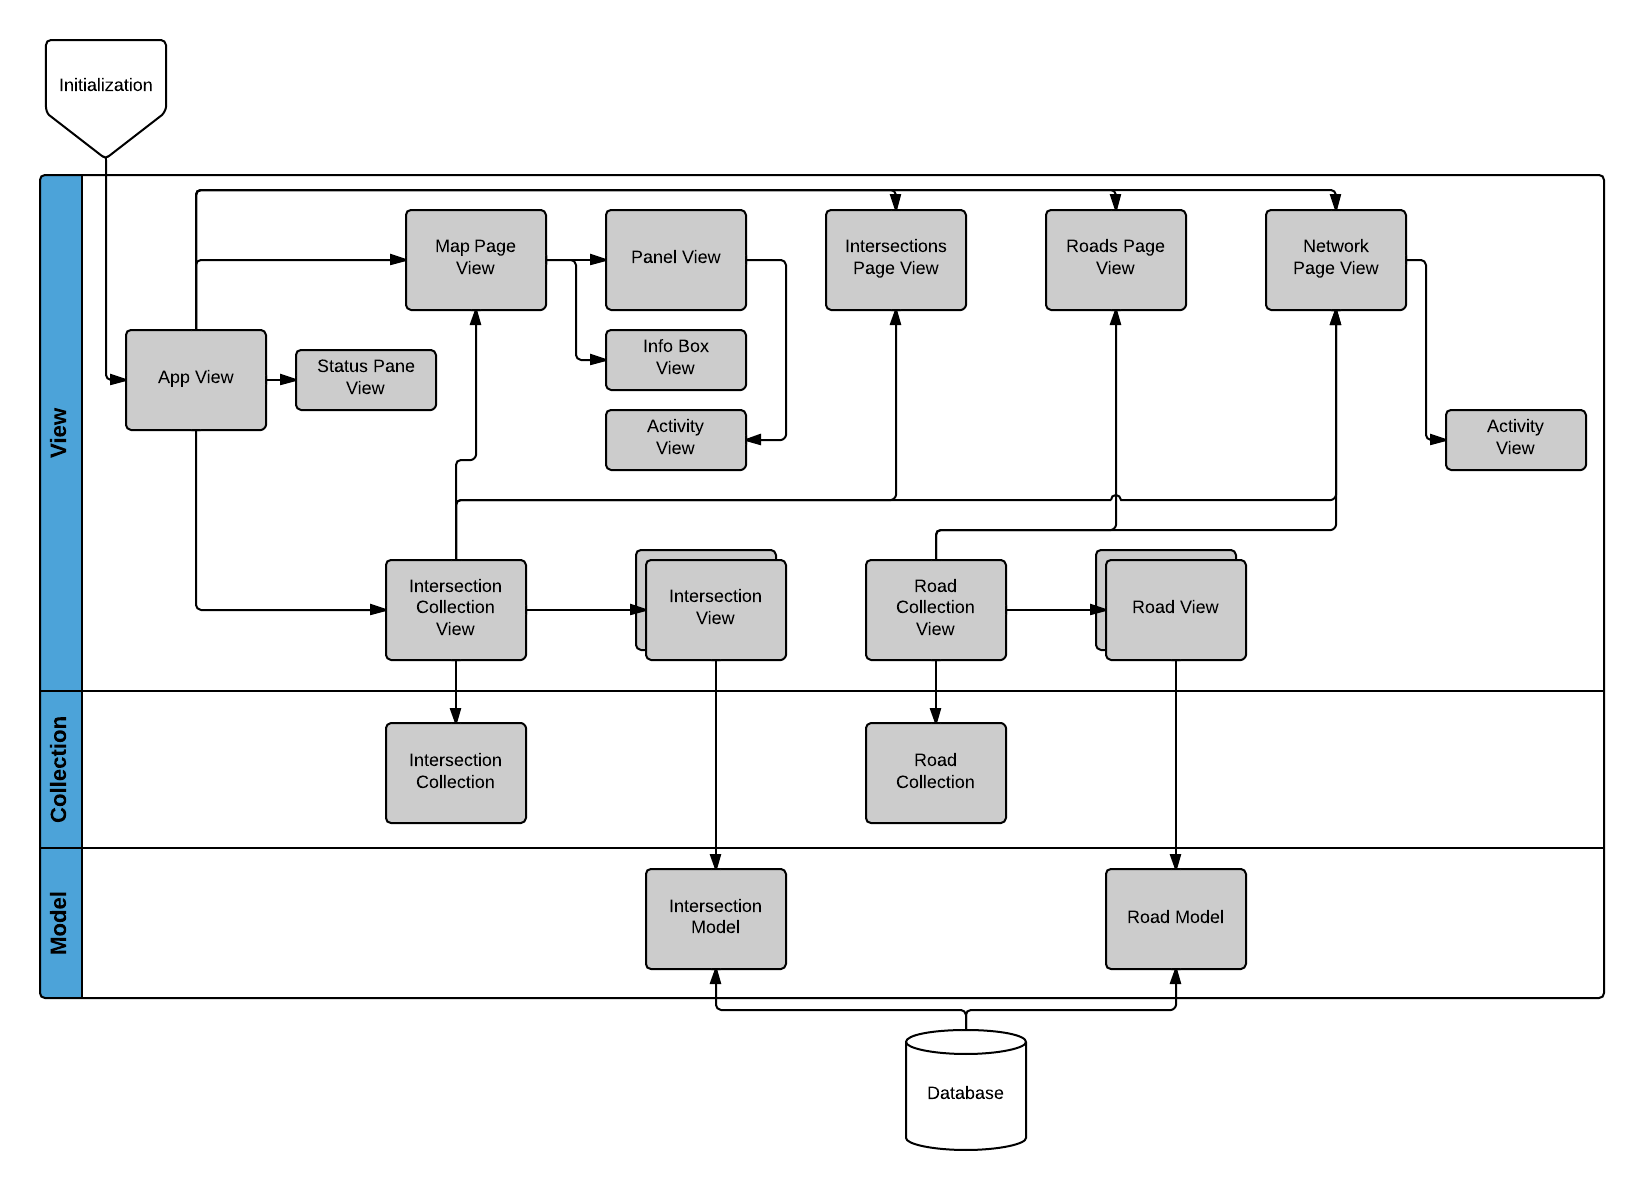 Initialization
View
Map Page
View
Panel View
Intersections
Page View
Roads Page
View
Network
Page View
App View
Status Pane
View
Info Box
View
Activity
View
Activity
View
Intersection
Collection
View
Intersection
View
Road
Collection
View
Road View
Collection
Intersection
Collection
Road
Collection
Model
Intersection
Model
Road Model
Database